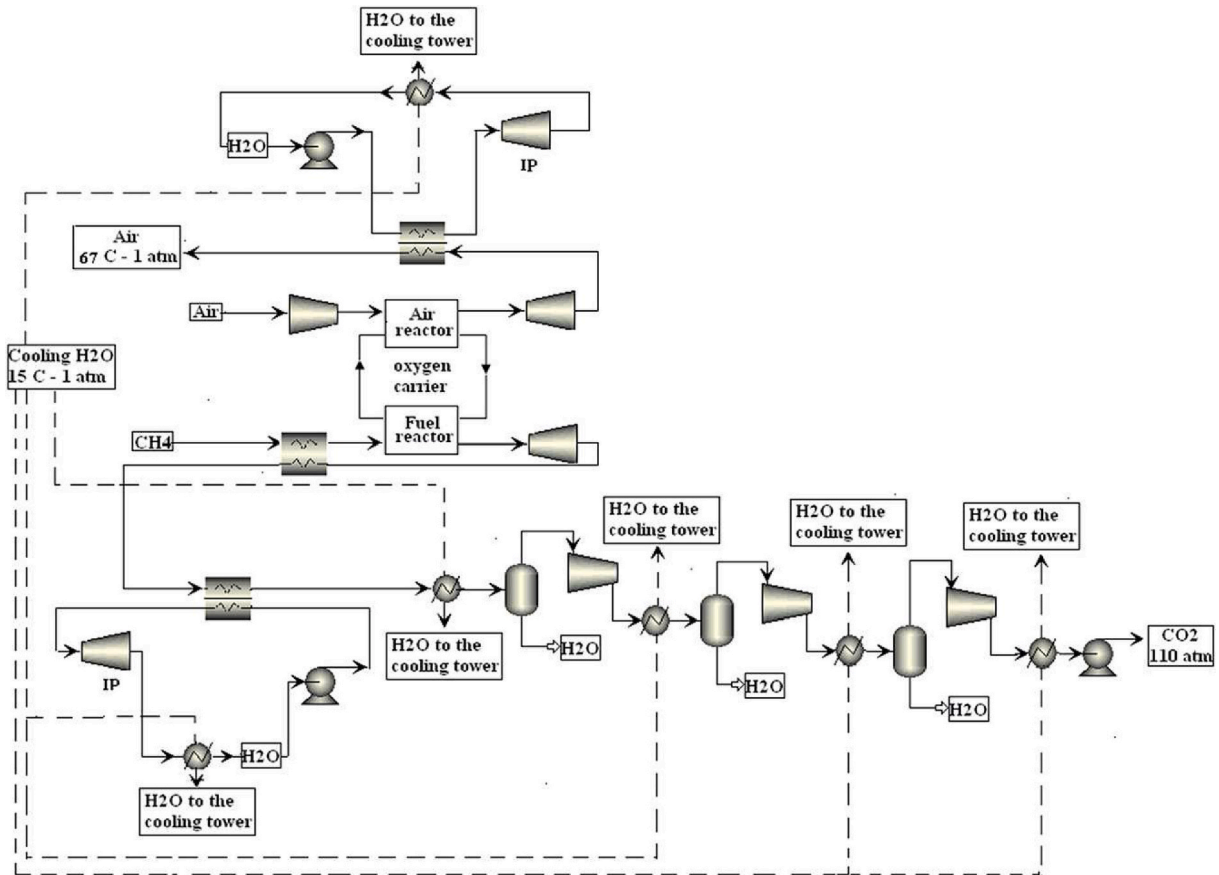 H2O to the
cooling tower
H2O
IP
Air
67 C - 1 atm
Air
Air
reactor
Cooling H2O
15 C - 1 atm
oxygen
carrier
Fuel
reactor
CH4
H2O to the
cooling tower
H2O to the
cooling tower
H2O to the
cooling tower
H2O to the
cooling tower
H2O
CO2
110 atm
IP
H2O
H2O
H2O
H2O to the
cooling tower